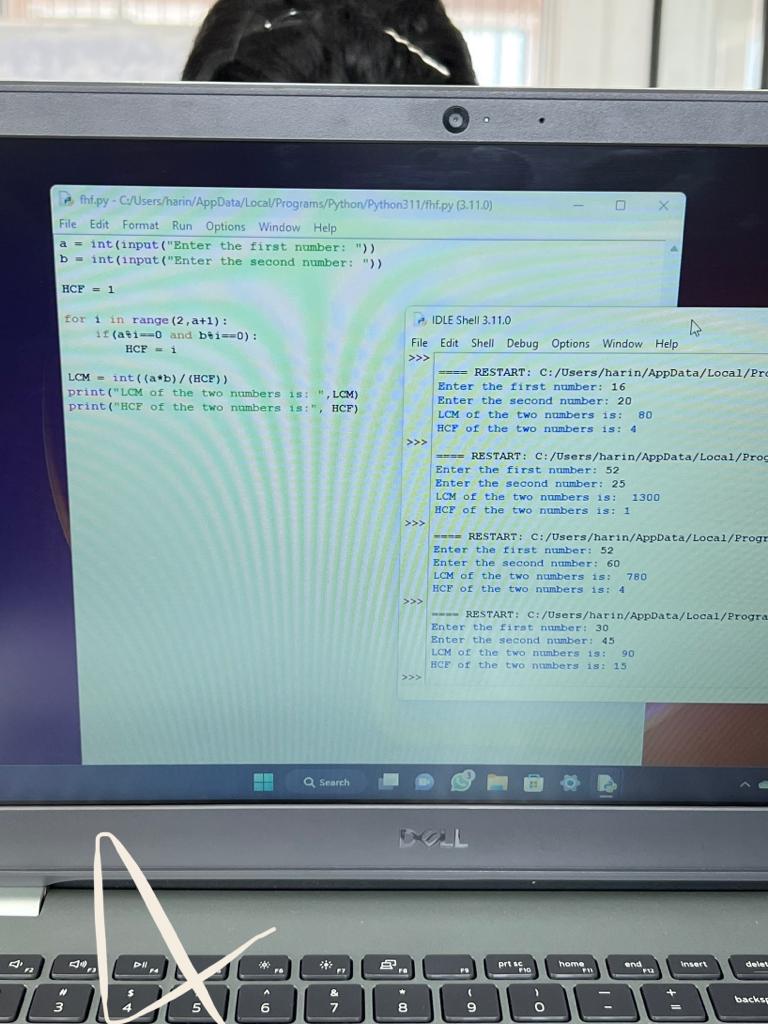 fhf.py - C:/Users/harin/AppData/Local/Programs/Python/Python311/fhf.py (3.11.0)
File Edit Format Run Options Window Help
a = int(input("Enter the first number: "))
b = int(input("Enter the second number: "))
HCF = 1
for i in range(2,a+1):
    if(a%i==0 and b%i==0):
        HCF = i
LCM = int((a*b)/(HCF))
print("LCM of the two numbers is: ",LCM)
print("HCF of the two numbers is:", HCF)
IDLE Shell 3.11.0
File Edit Shell Debug Options Window Help
>>>
==== RESTART: C:/Users/harin/AppData/Local/Pro
Enter the first number: 16
Enter the second number: 20
LCM of the two numbers is:  80
HCF of the two numbers is: 4
>>>
==== RESTART: C:/Users/harin/AppData/Local/Prog
Enter the first number: 52
Enter the second number: 25
LCM of the two numbers is:  1300
HCF of the two numbers is: 1
>>>
==== RESTART: C:/Users/harin/AppData/Local/Progr
Enter the first number: 52
Enter the second number: 60
LCM of the two numbers is:  780
HCF of the two numbers is: 4
>>>
==== RESTART: C:/Users/harin/AppData/Local/Progra
Enter the first number: 30
Enter the second number: 45
LCM of the two numbers is:  90
HCF of the two numbers is: 15
>>>
Search
DELL
F2 F3 F4 F6 F7 F8 F9 prt sc F10 home F11 end F12 insert delet
# 3 $ 4 5 ^ 6 & 7 * 8 ( 9 ) 0 _ - + = backsp